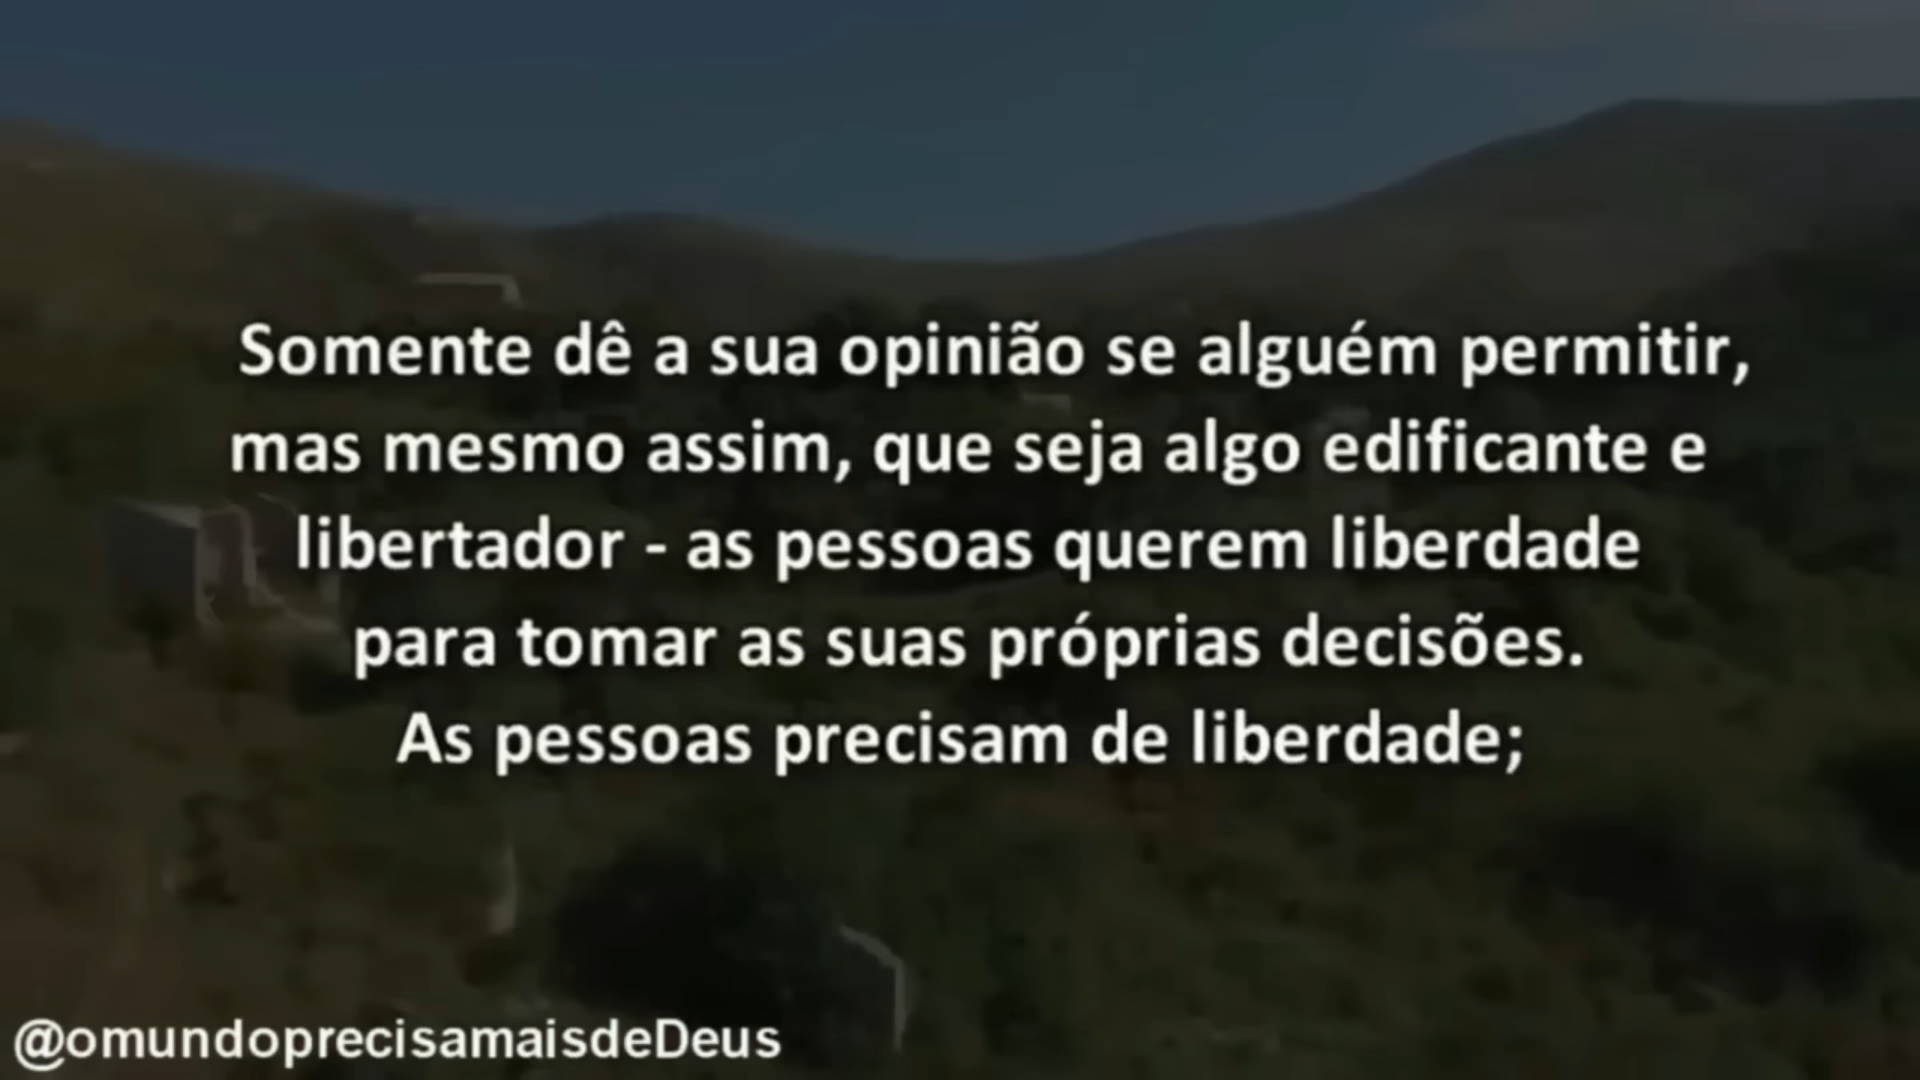 Somente dê a sua opinião se alguém permitir,
mas mesmo assim, que seja algo edificante e
libertador - as pessoas querem liberdade
para tomar as suas próprias decisões.
As pessoas precisam de liberdade;
@omundoprecisamaisdeDeus